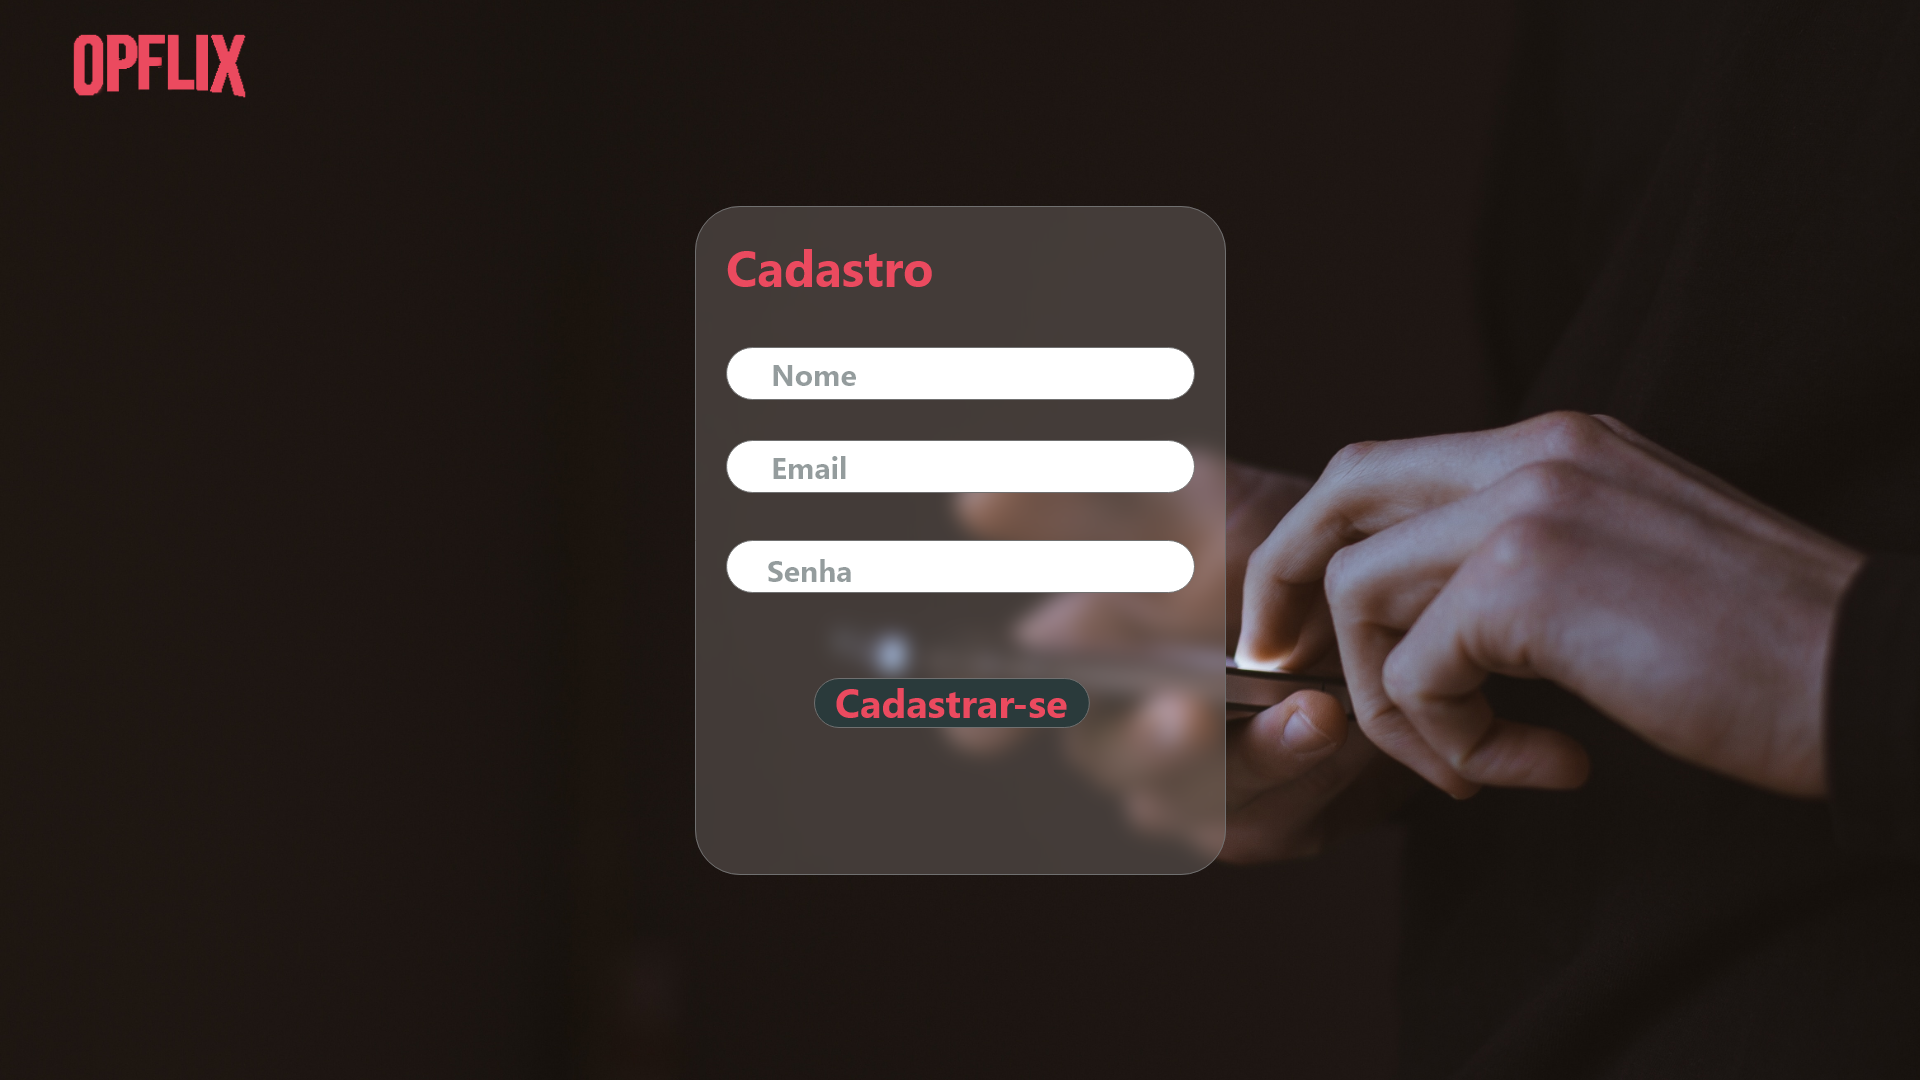 OPFLIX
Cadastro
Nome
Email
Senha
Cadastrar-se